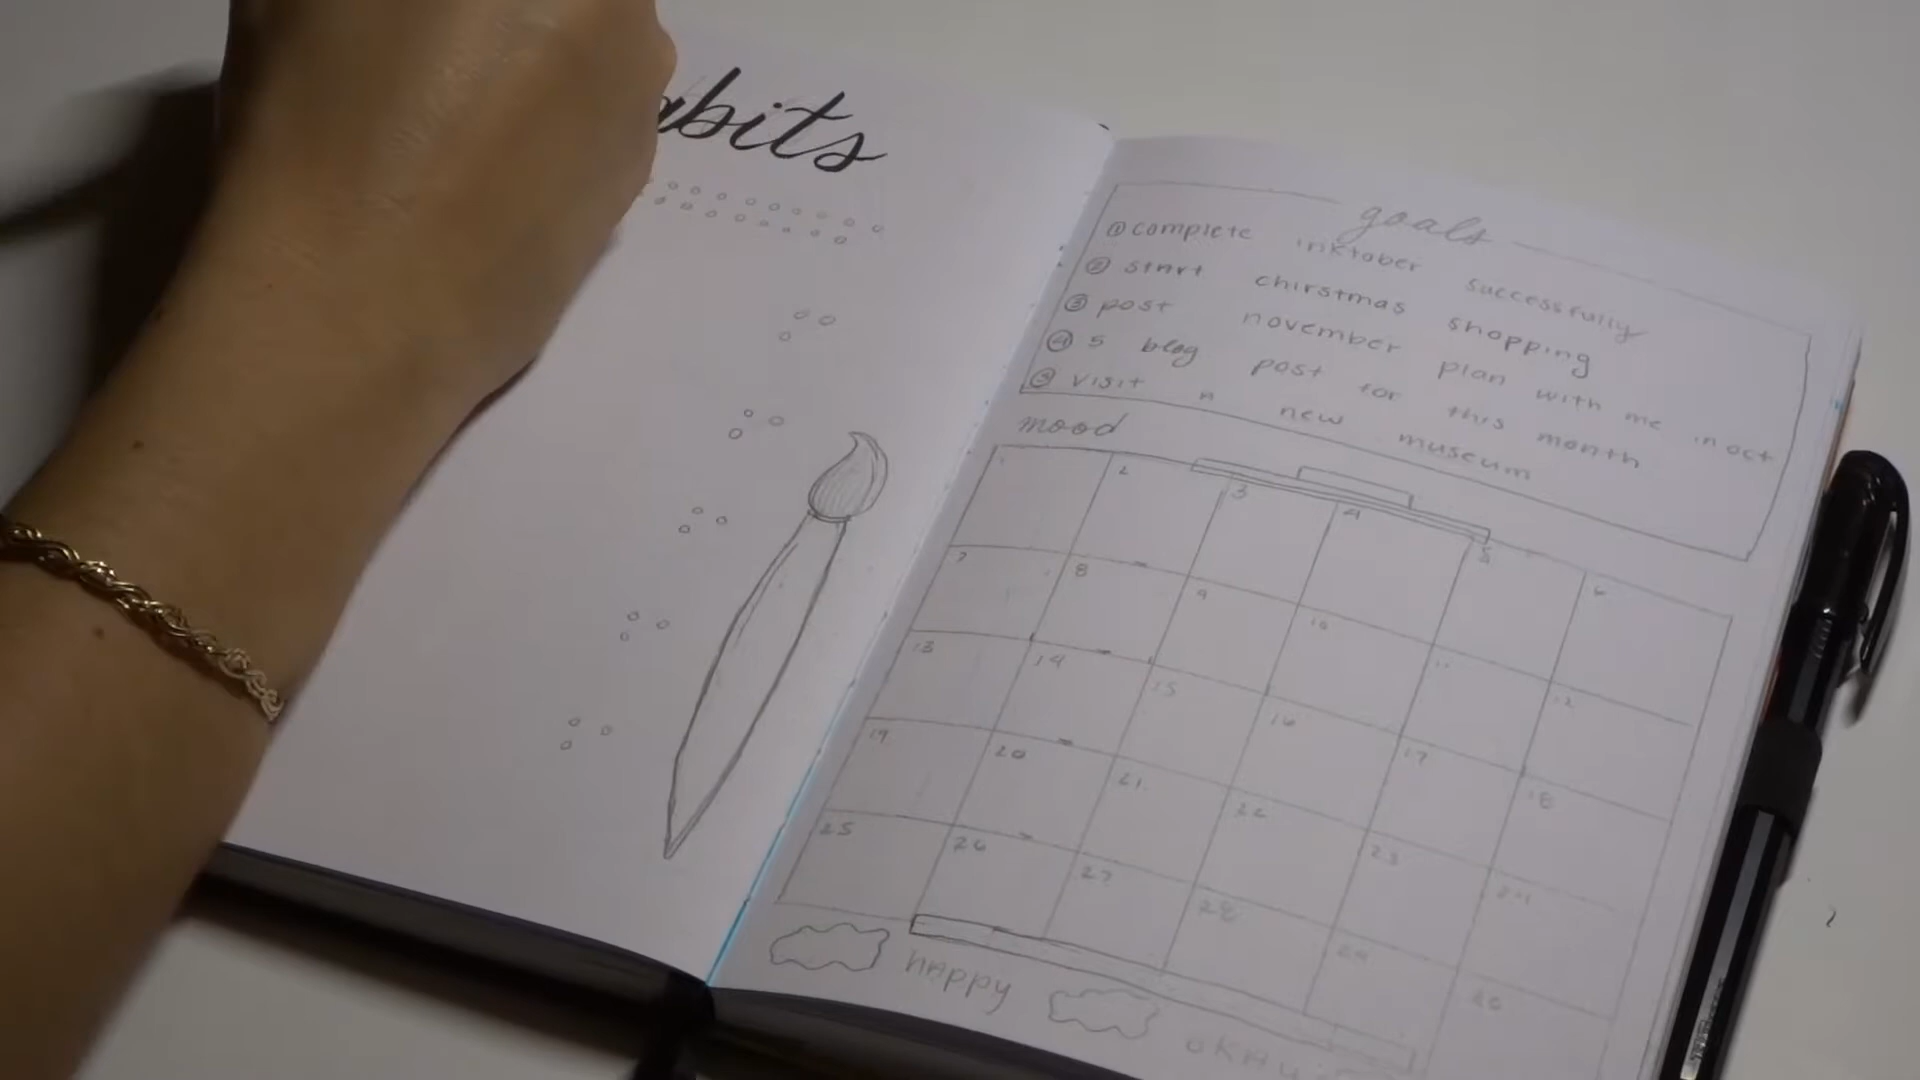 abits
goals
① complete inktober successfully
② start chirstmas shopping
③ post november plan with me in oct
④ 5 blog post for this month
⑤ visit a new museum
mood
1 2 3 4 5 6
7 8 9 10 11 12
13 14 15 16 17 18
19 20 21 22 23 24
25 26 27 28 29 30
happy okay